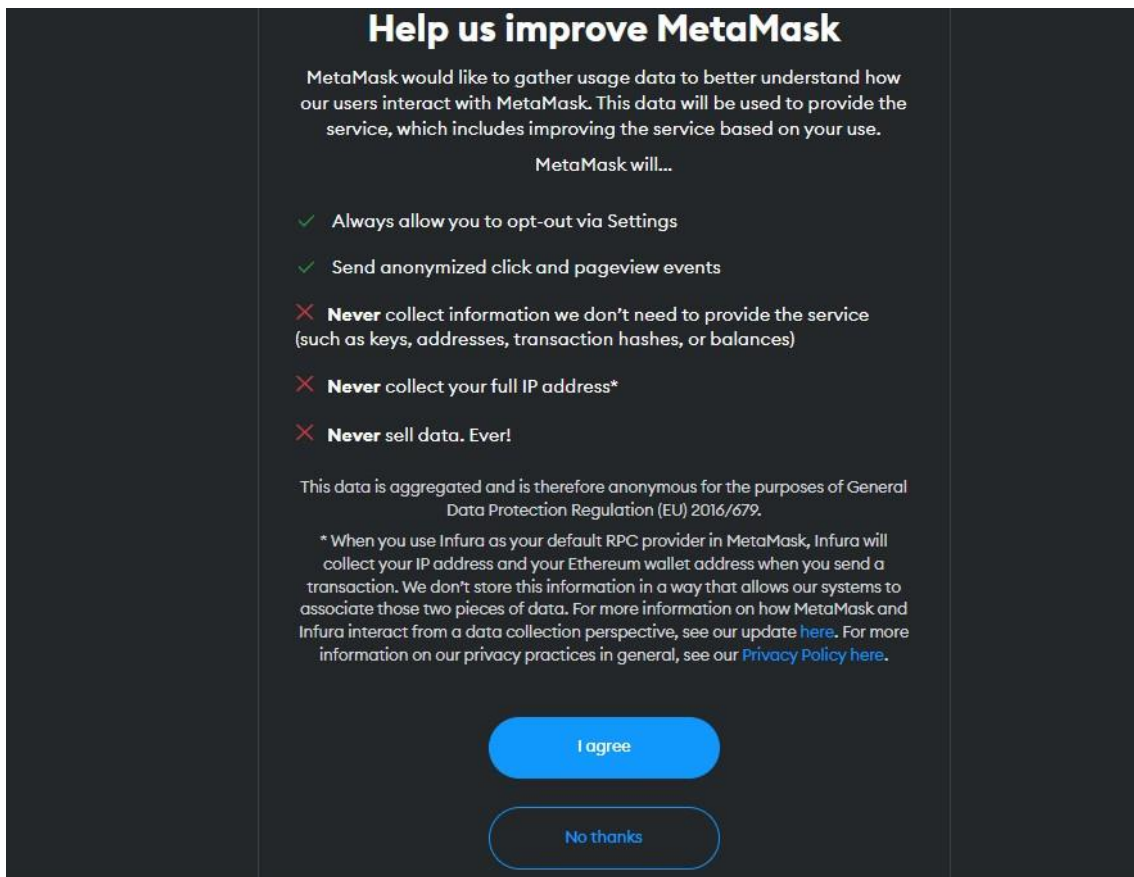 Help us improve MetaMask
MetaMask would like to gather usage data to better understand how
our users interact with MetaMask. This data will be used to provide the
service, which includes improving the service based on your use.
MetaMask will...
Always allow you to opt-out via Settings
Send anonymized click and pageview events
Never collect information we don’t need to provide the service
(such as keys, addresses, transaction hashes, or balances)
Never collect your full IP address*
Never sell data. Ever!
This data is aggregated and is therefore anonymous for the purposes of General
Data Protection Regulation (EU) 2016/679.
* When you use Infura as your default RPC provider in MetaMask, Infura will
collect your IP address and your Ethereum wallet address when you send a
transaction. We don’t store this information in a way that allows our systems to
associate those two pieces of data. For more information on how MetaMask and
Infura interact from a data collection perspective, see our update here. For more
information on our privacy practices in general, see our Privacy Policy here.
I agree
No thanks